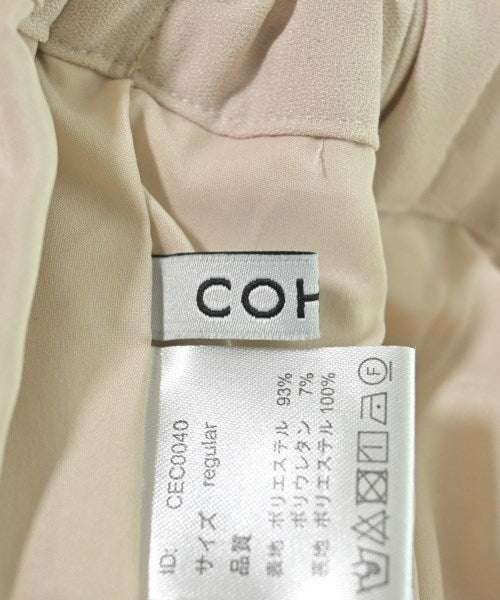 COH
ID: CEC0040
サイズ regular
品質
表地 ポリエステル 93%
ポリウレタン 7%
裏地 ポリエステル 100%
F